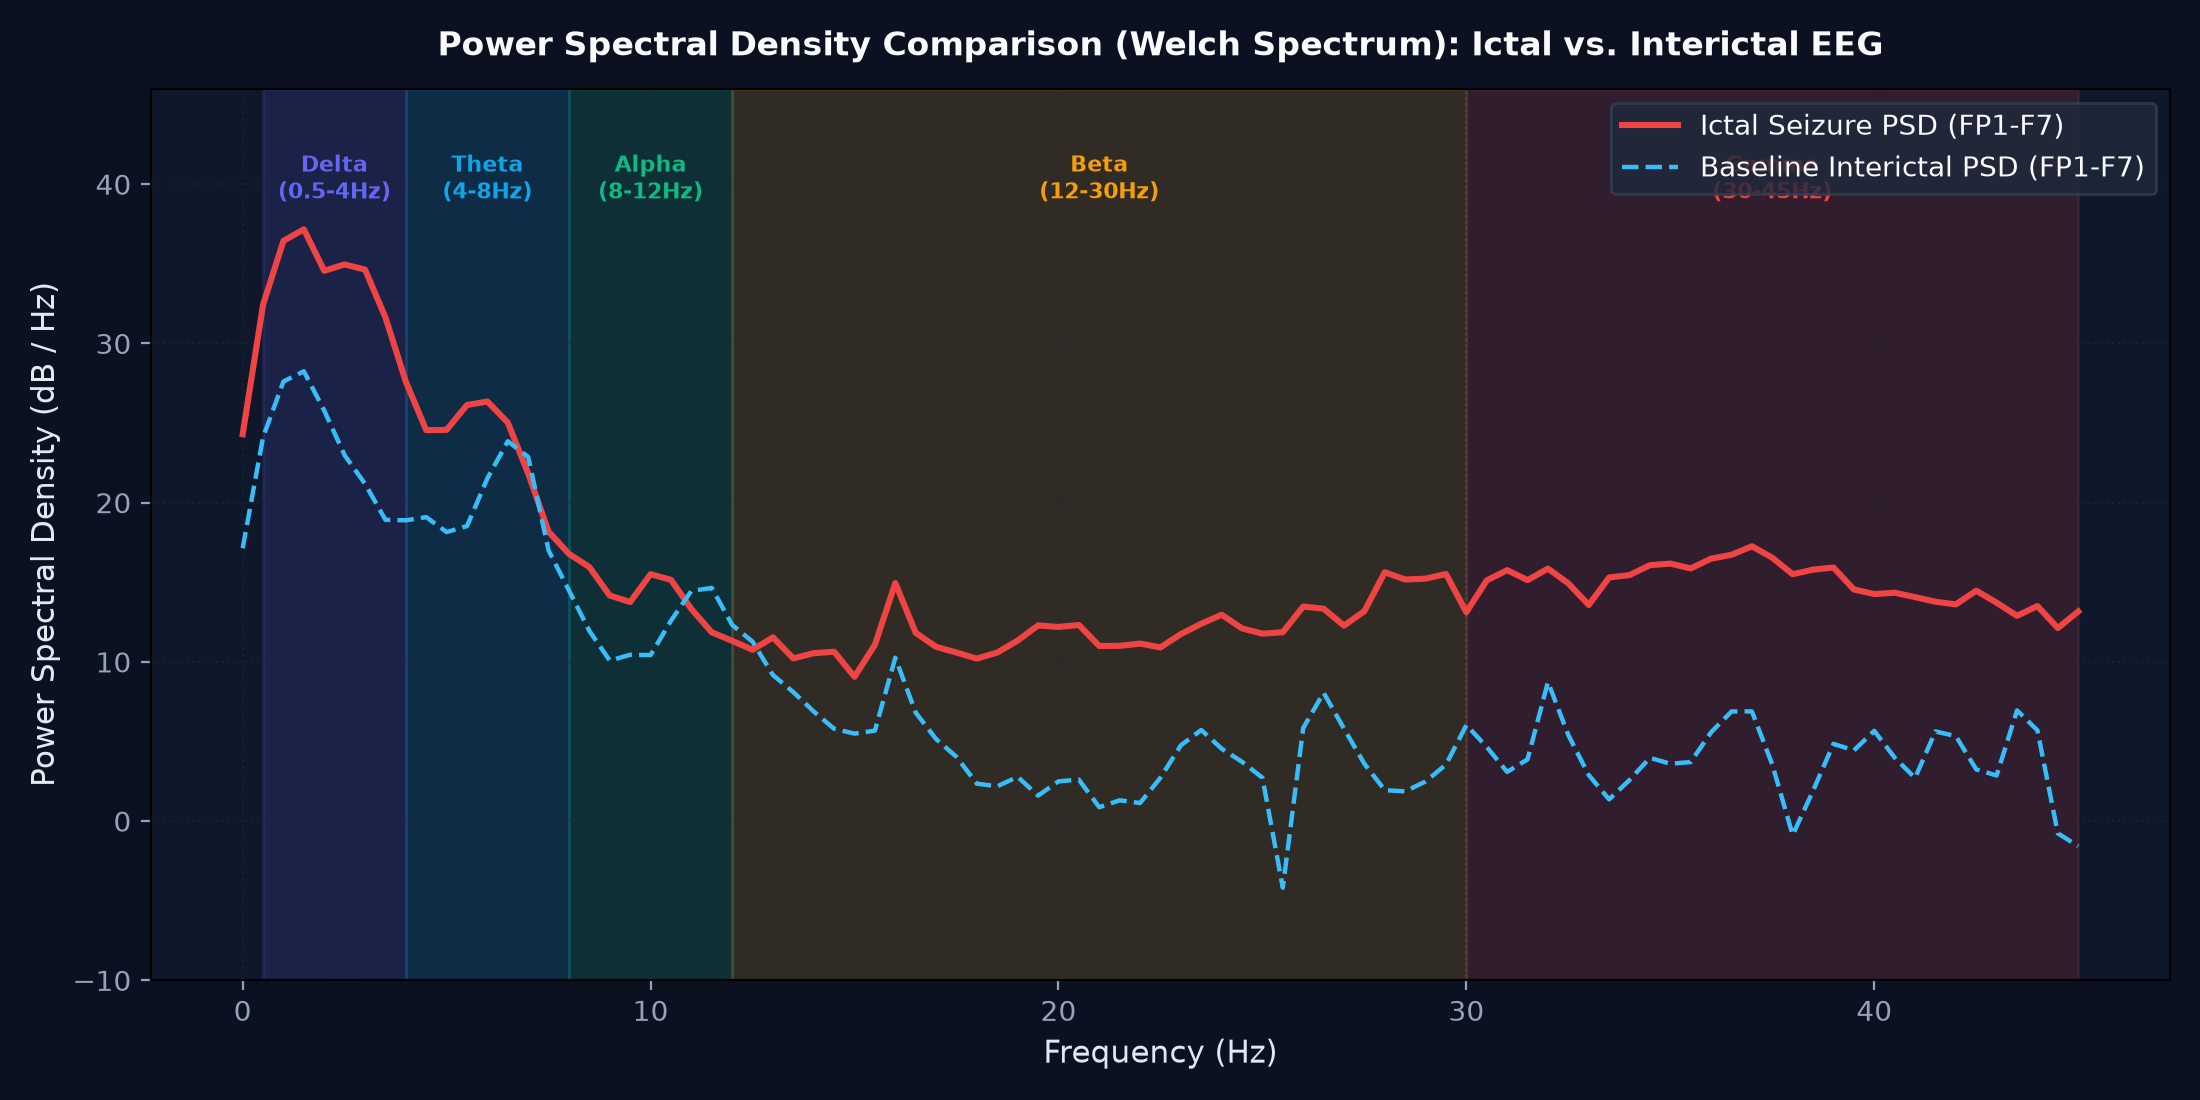 Power Spectral Density Comparison (Welch Spectrum): Ictal vs. Interictal EEG
Ictal Seizure PSD (FP1-F7)
Baseline Interictal PSD (FP1-F7)
Delta
(0.5-4Hz)
Theta
(4-8Hz)
Alpha
(8-12Hz)
Beta
(12-30Hz)
(30-45Hz)
Power Spectral Density (dB / Hz)
40
30
20
10
0
−10
0
10
20
30
40
Frequency (Hz)